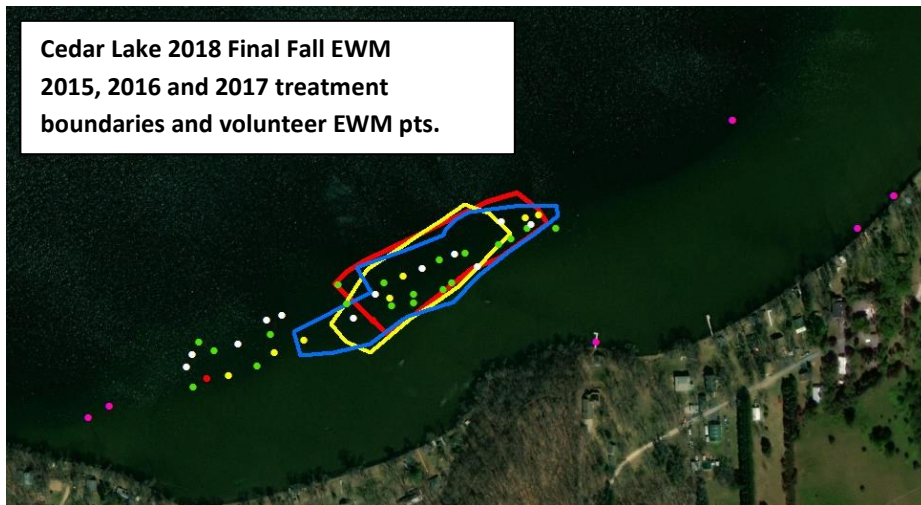 Cedar Lake 2018 Final Fall EWM
2015, 2016 and 2017 treatment
boundaries and volunteer EWM pts.